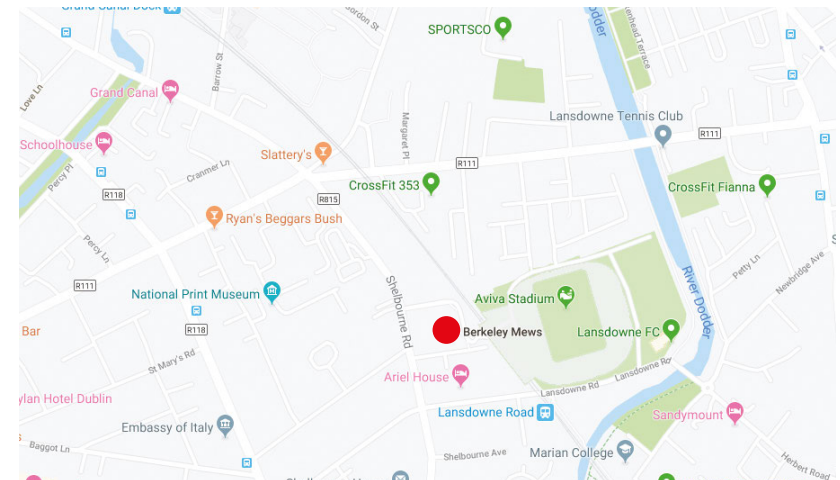 Grand Canal Dock
Gordon St
SPORTSCO
Dodder
Barrow St
Love Ln
Grand Canal
Lansdowne Tennis Club
Margaret Pl
R111
Schoolhouse
Slattery's
R111
Percy Pl
Cranmer Ln
CrossFit 353
CrossFit Fianna
R118
R815
Ryan's Beggars Bush
Percy Ln
Petty Ln
Newbridge Ave
River Dodder
R111
National Print Museum
Shelbourne Rd
Aviva Stadium
Bar
R118
Berkeley Mews
Lansdowne FC
St Mary's Rd
Ariel House
Lansdowne Rd
Lansdowne Rd
ylan Hotel Dublin
Lansdowne Road
Sandymount
Embassy of Italy
Baggot Ln
Shelbourne Ave
Marian College
Herbert Road